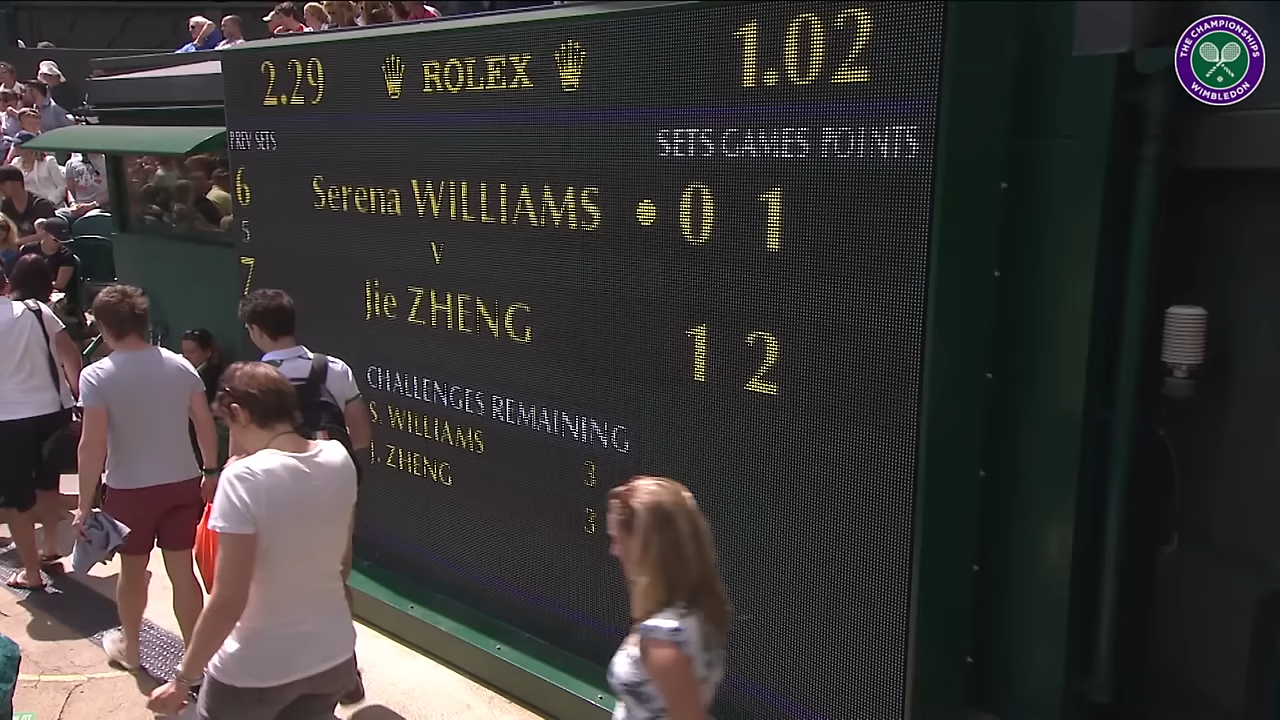 2.29 ROLEX 1.02
PREV SETS
SETS GAMES POINTS
6
Serena WILLIAMS • 0 1
5
V
7
Jie ZHENG 1 2
CHALLENGES REMAINING
S. WILLIAMS 3
J. ZHENG 3
THE CHAMPIONSHIPS
WIMBLEDON